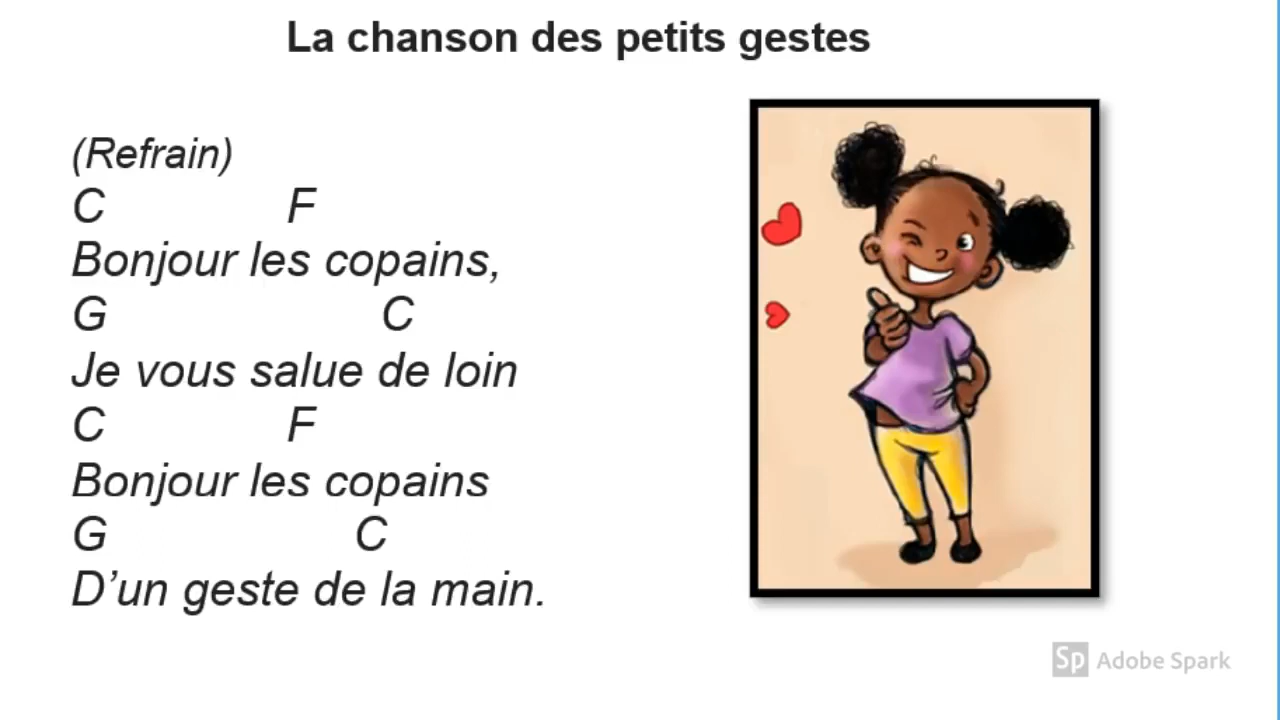 La chanson des petits gestes
(Refrain)
C F
Bonjour les copains,
G C
Je vous salue de loin
C F
Bonjour les copains
G C
D’un geste de la main.
Sp Adobe Spark